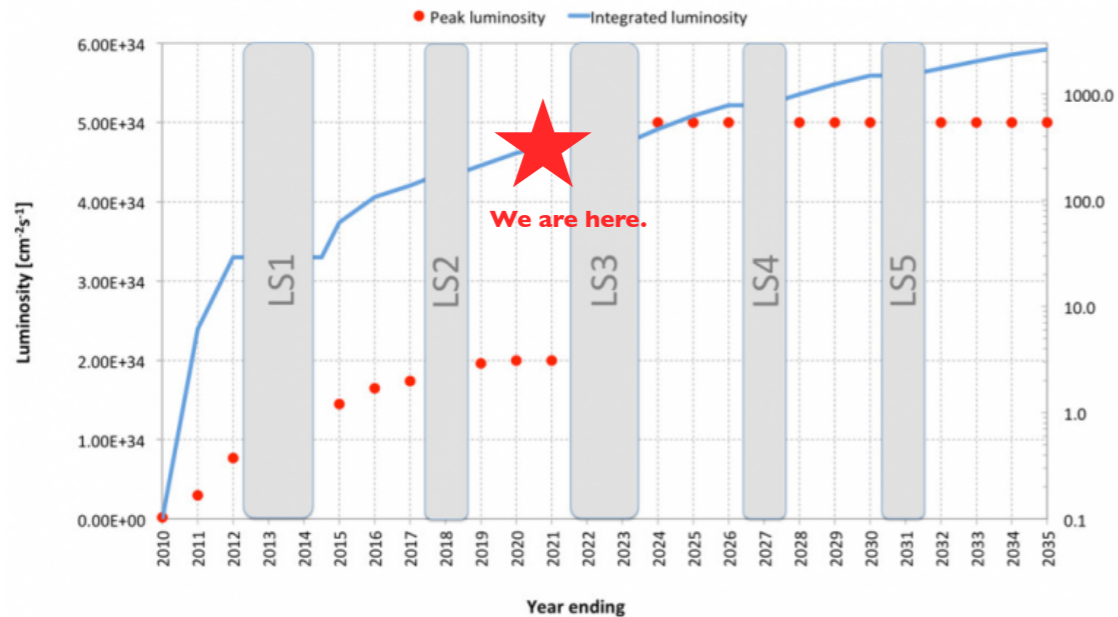 Peak luminosity Integrated luminosity
6.00E+34
5.00E+34
4.00E+34
3.00E+34
2.00E+34
1.00E+34
0.00E+00
Luminosity [cm⁻²s⁻¹]
We are here.
LS1
LS2
LS3
LS4
LS5
1000.0
100.0
10.0
1.0
0.1
2010 2011 2012 2013 2014 2015 2016 2017 2018 2019 2020 2021 2022 2023 2024 2025 2026 2027 2028 2029 2030 2031 2032 2033 2034 2035
Year ending